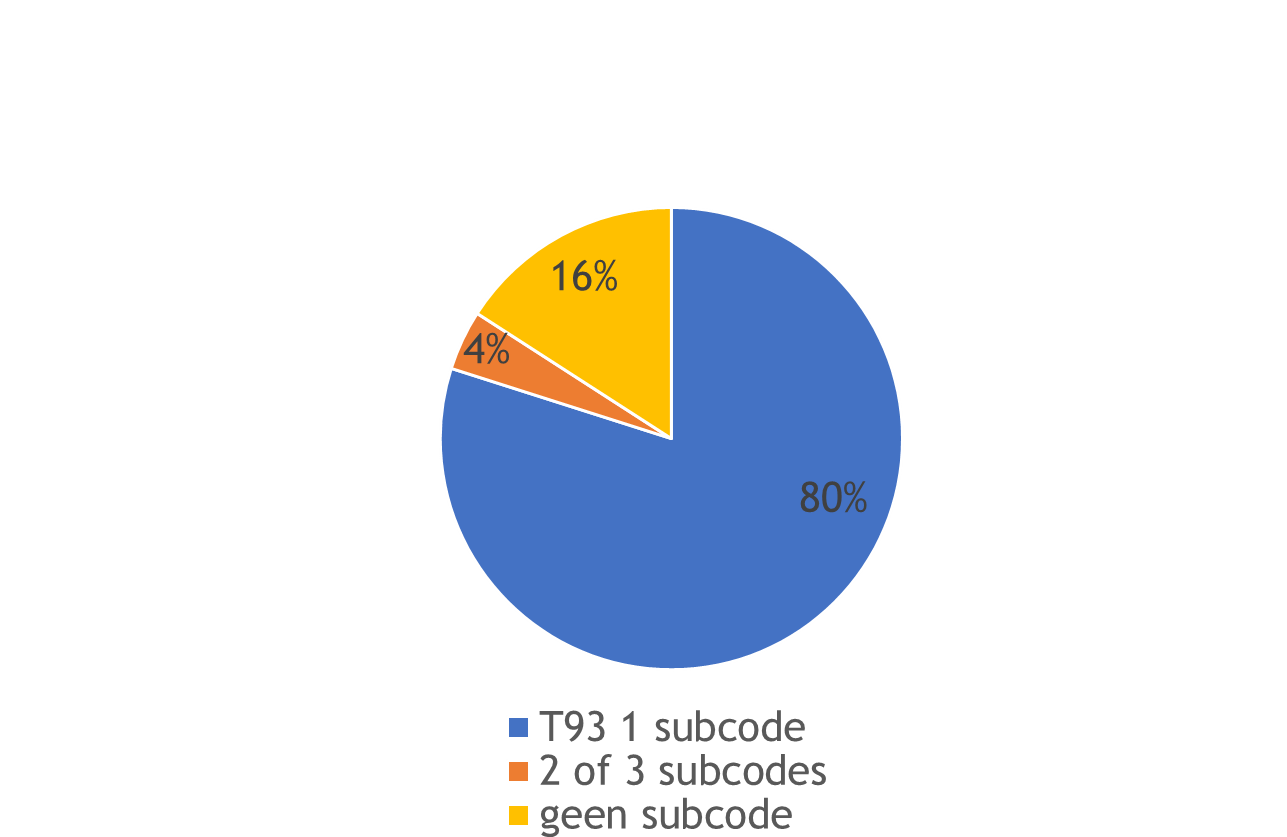 16%
4%
80%
T93 1 subcode
2 of 3 subcodes
geen subcode